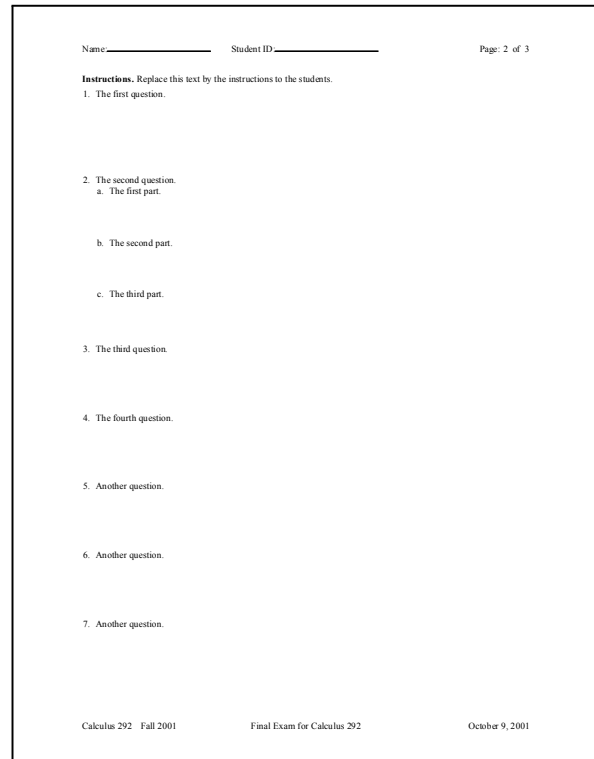 Name: Student ID: Page: 2 of 3
Instructions. Replace this text by the instructions to the students.
1. The first question.
2. The second question.
a. The first part.
b. The second part.
c. The third part.
3. The third question.
4. The fourth question.
5. Another question.
6. Another question.
7. Another question.
Calculus 292 Fall 2001 Final Exam for Calculus 292 October 9, 2001